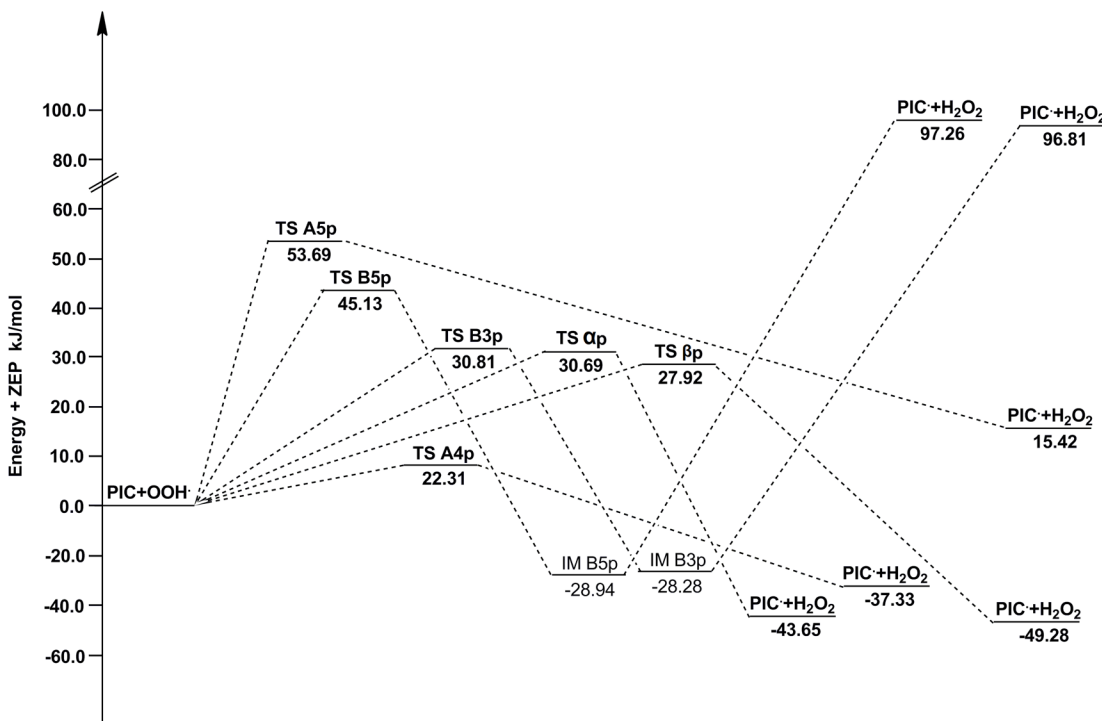 PIC·+H₂O₂
97.26
PIC·+H₂O₂
96.81
100.0
80.0
60.0
TS A5p
53.69
50.0
TS B5p
45.13
40.0
TS B3p
30.81
TS αp
30.69
TS βp
27.92
30.0
20.0
PIC·+H₂O₂
15.42
10.0
TS A4p
22.31
PIC+OOH·
0.0
-20.0
IM B5p
-28.94
IM B3p
-28.28
PIC·+H₂O₂
-37.33
-40.0
PIC·+H₂O₂
-43.65
PIC·+H₂O₂
-49.28
-60.0
Energy + ZEP kJ/mol